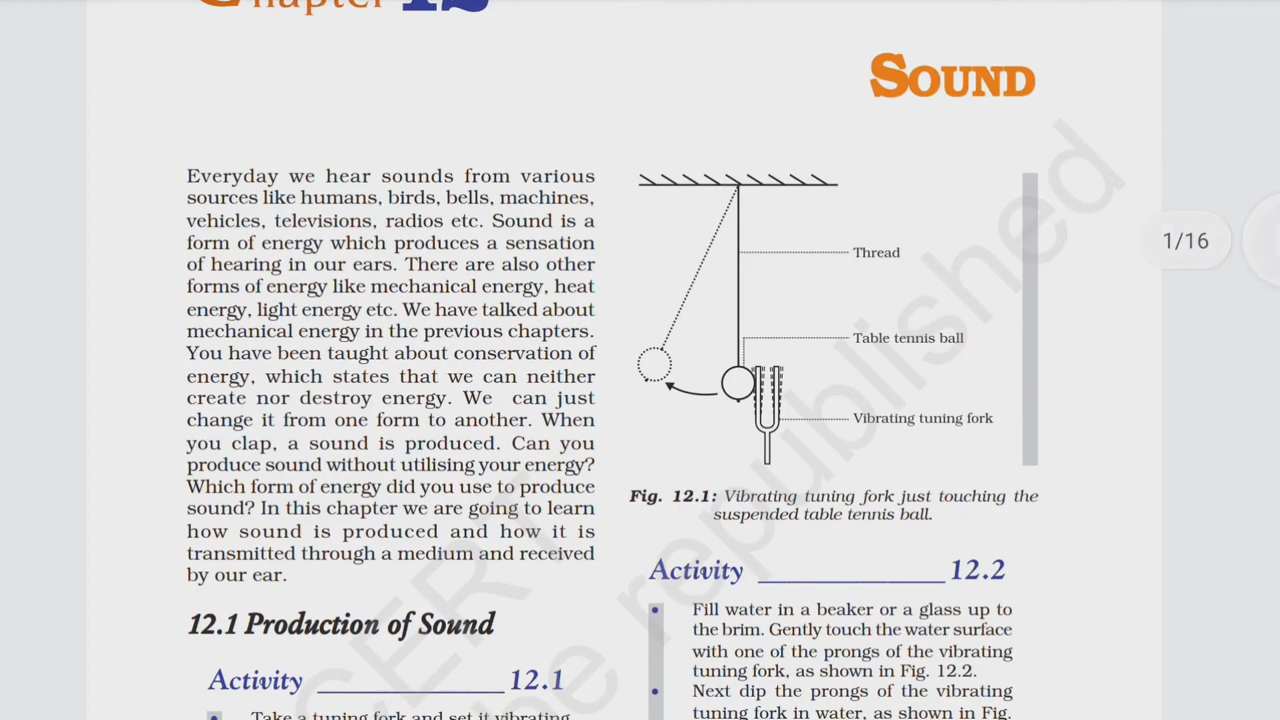 Chapter 12
SOUND
Everyday we hear sounds from various
sources like humans, birds, bells, machines,
vehicles, televisions, radios etc. Sound is a
form of energy which produces a sensation
of hearing in our ears. There are also other
forms of energy like mechanical energy, heat
energy, light energy etc. We have talked about
mechanical energy in the previous chapters.
You have been taught about conservation of
energy, which states that we can neither
create nor destroy energy. We can just
change it from one form to another. When
you clap, a sound is produced. Can you
produce sound without utilising your energy?
Which form of energy did you use to produce
sound? In this chapter we are going to learn
how sound is produced and how it is
transmitted through a medium and received
by our ear.
12.1 Production of Sound
Activity 12.1
Take a tuning fork and set it vibrating
Thread
Table tennis ball
Vibrating tuning fork
Fig. 12.1: Vibrating tuning fork just touching the
suspended table tennis ball.
Activity 12.2
• Fill water in a beaker or a glass up to
the brim. Gently touch the water surface
with one of the prongs of the vibrating
tuning fork, as shown in Fig. 12.2.
• Next dip the prongs of the vibrating
tuning fork in water, as shown in Fig.
1/16
CERT
e republished